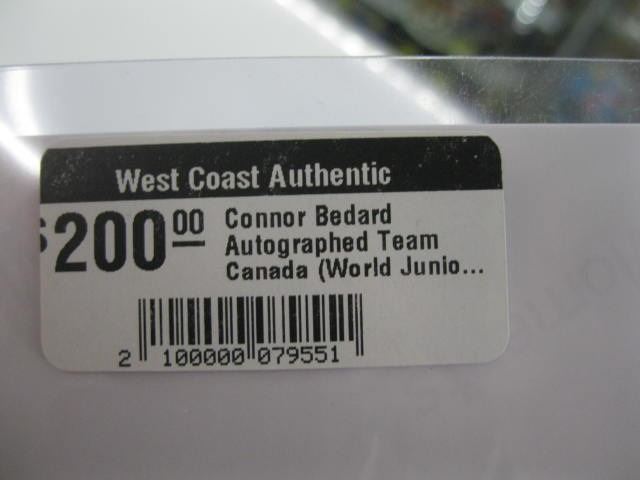 West Coast Authentic
$200.00
Connor Bedard
Autographed Team
Canada (World Junio...
2 100000 079551